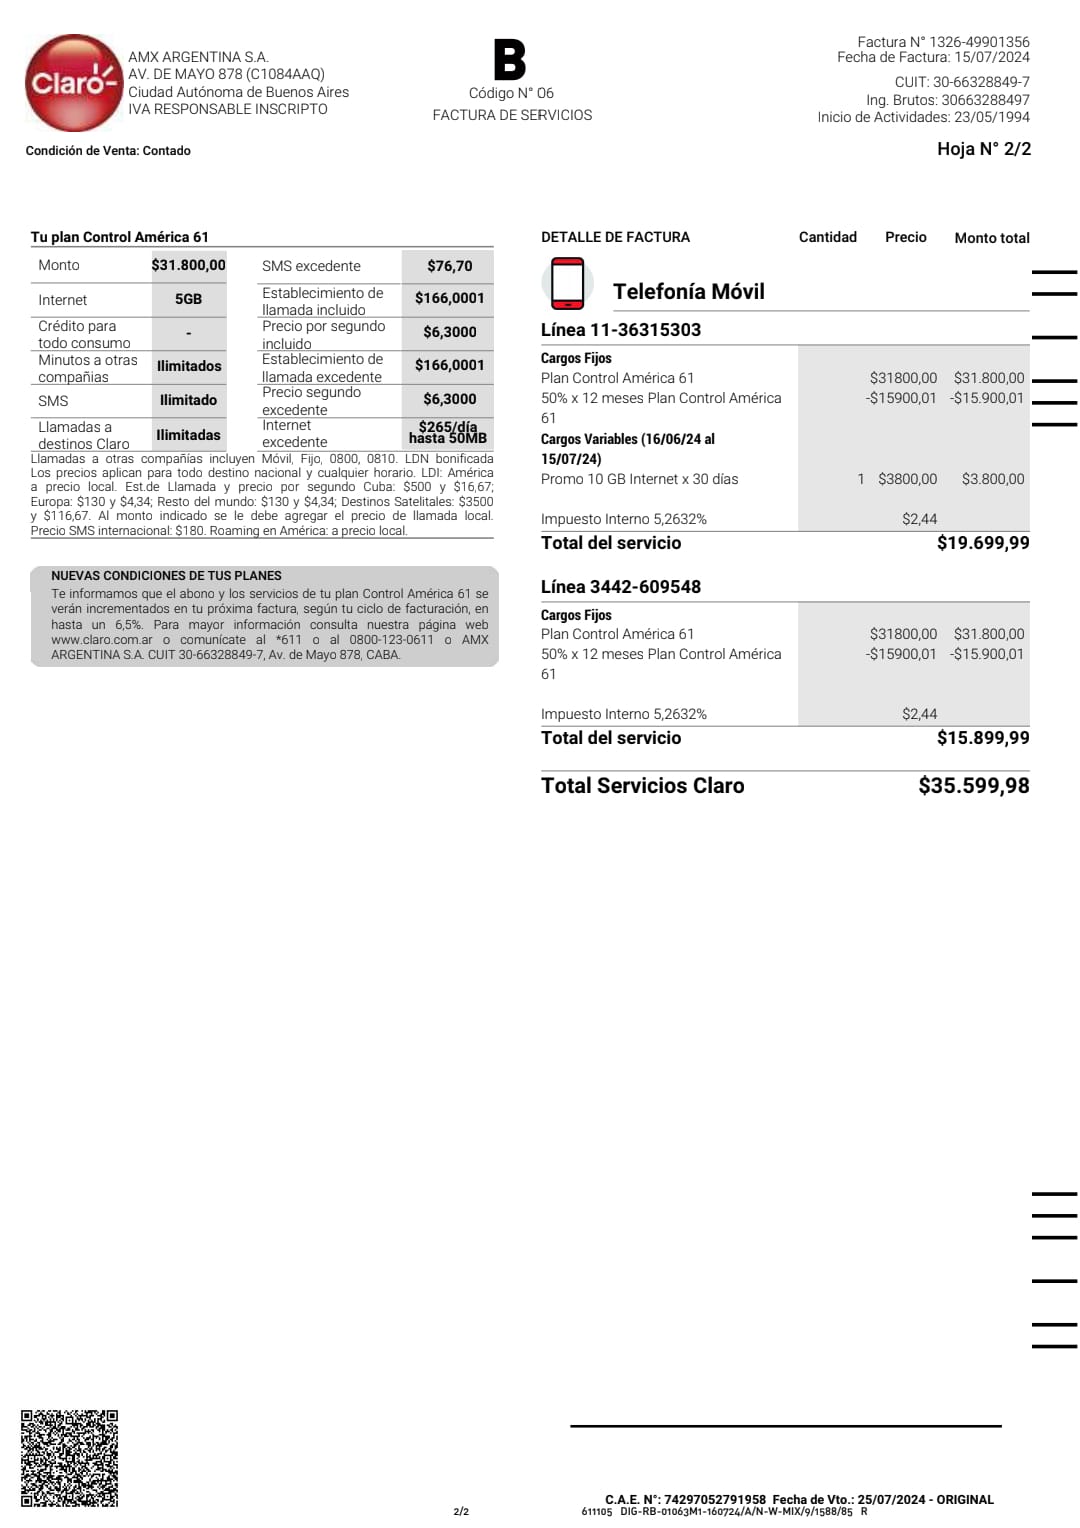 Claro-
AMX ARGENTINA S.A.
AV. DE MAYO 878 (C1084AAQ)
Ciudad Autónoma de Buenos Aires
IVA RESPONSABLE INSCRIPTO
Condición de Venta: Contado
B
Código N° 06
FACTURA DE SERVICIOS
Factura N° 1326-49901356
Fecha de Factura: 15/07/2024
CUIT: 30-66328849-7
Ing. Brutos: 30663288497
Inicio de Actividades: 23/05/1994
Hoja N° 2/2
Tu plan Control América 61
Monto $31.800,00
Internet 5GB
Crédito para
todo consumo -
Minutos a otras
compañias Ilimitados
SMS Ilimitado
Llamadas a
destinos Claro Ilimitadas
SMS excedente $76,70
Establecimiento de
llamada incluido $166,0001
Precio por segundo
incluido $6,3000
Establecimiento de
llamada excedente $166,0001
Precio segundo
excedente $6,3000
Internet $265/día
excedente hasta 50MB
Llamadas a otras compañías incluyen Móvil, Fijo, 0800, 0810. LDN bonificada
Los precios aplican para todo destino nacional y cualquier horario. LDI: América
a precio local. Est.de Llamada y precio por segundo Cuba: $500 y $16,67;
Europa: $130 y $4,34; Resto del mundo: $130 y $4,34; Destinos Satelitales: $3500
y $116,67. Al monto indicado se le debe agregar el precio de llamada local.
Precio SMS internacional: $180. Roaming en América: a precio local.
NUEVAS CONDICIONES DE TUS PLANES
Te informamos que el abono y los servicios de tu plan Control América 61 se
verán incrementados en tu próxima factura, según tu ciclo de facturación, en
hasta un 6,5%. Para mayor información consulta nuestra página web
www.claro.com.ar o comunícate al *611 o al 0800-123-0611 o AMX
ARGENTINA S.A. CUIT 30-66328849-7, Av. de Mayo 878, CABA.
DETALLE DE FACTURA Cantidad Precio Monto total
Telefonía Móvil
Línea 11-36315303
Cargos Fijos
Plan Control América 61 $31800,00 $31.800,00
50% x 12 meses Plan Control América -$15900,01 -$15.900,01
61
Cargos Variables (16/06/24 al
15/07/24)
Promo 10 GB Internet x 30 días 1 $3800,00 $3.800,00
Impuesto Interno 5,2632% $2,44
Total del servicio $19.699,99
Línea 3442-609548
Cargos Fijos
Plan Control América 61 $31800,00 $31.800,00
50% x 12 meses Plan Control América -$15900,01 -$15.900,01
61
Impuesto Interno 5,2632% $2,44
Total del servicio $15.899,99
Total Servicios Claro $35.599,98
C.A.E. N°: 74297052791958 Fecha de Vto.: 25/07/2024 - ORIGINAL
2/2 611105 DIG-RB-01063M1-160724/A/N-W-MIX/9/1588/85 R